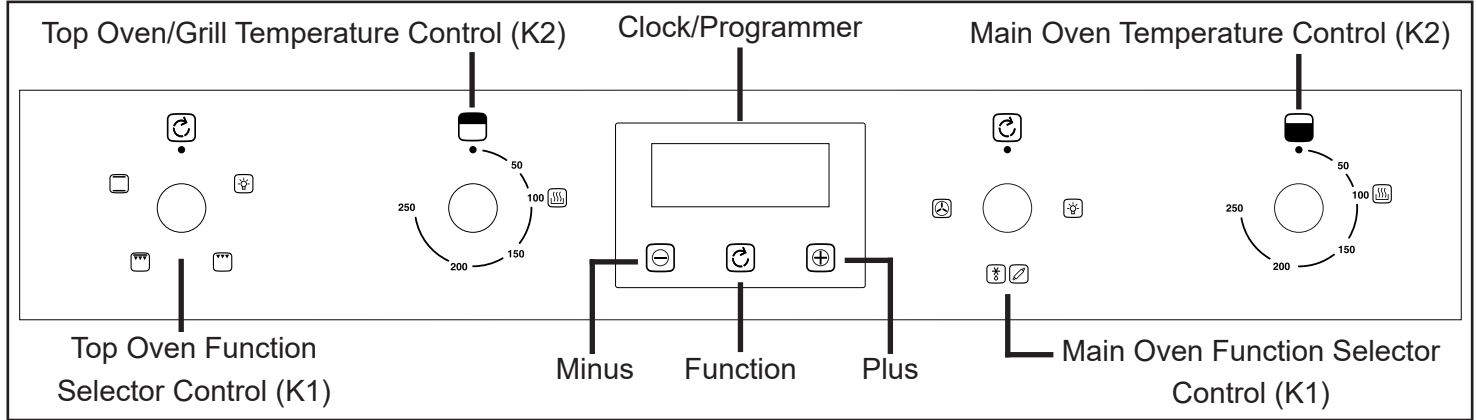 Top Oven/Grill Temperature Control (K2)
Clock/Programmer
Main Oven Temperature Control (K2)
50
100
150
200
250
50
100
150
200
250
Top Oven Function
Selector Control (K1)
Minus
Function
Plus
Main Oven Function Selector
Control (K1)